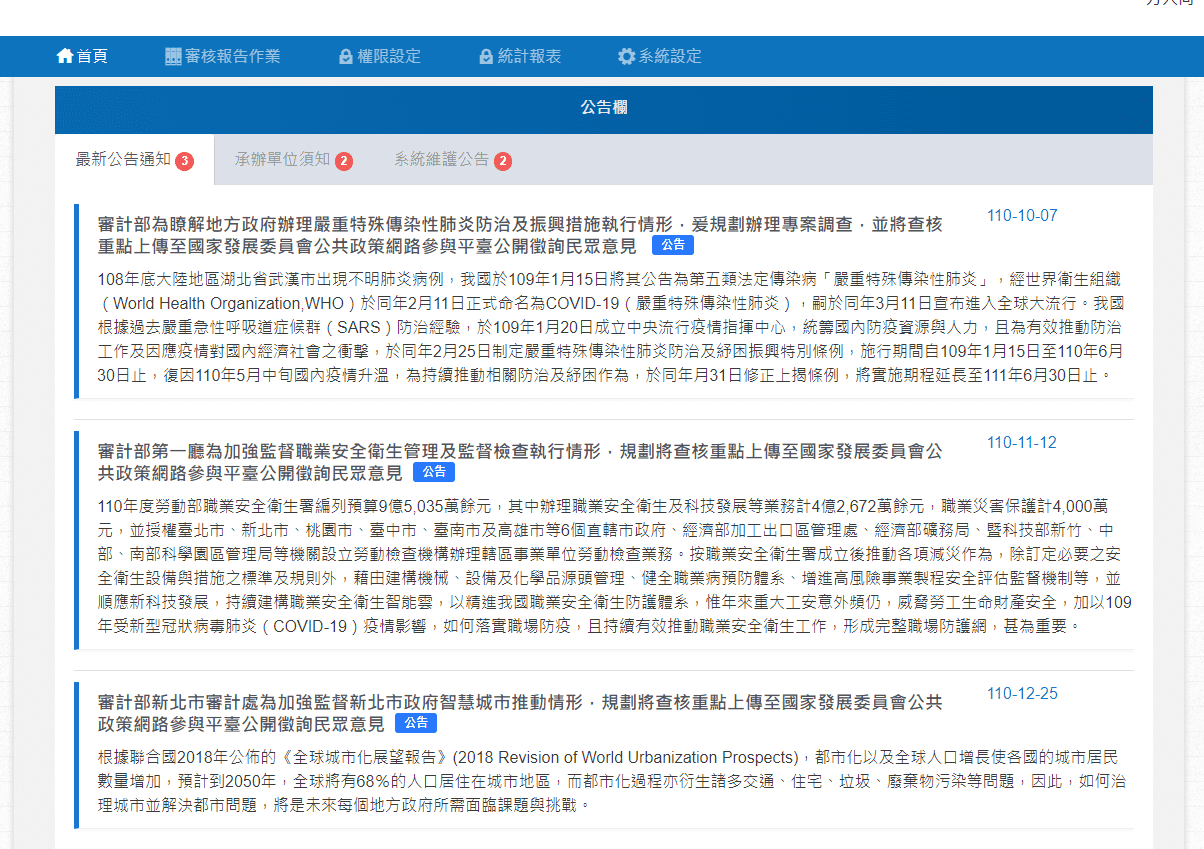 首頁 審核報告作業 權限設定 統計報表 系統設定
公告欄
最新公告通知 3 承辦單位須知 2 系統維護公告 2
審計部為瞭解地方政府辦理嚴重特殊傳染性肺炎防治及振興措施執行情形，爰規劃辦理專案調查，並將查核 110-10-07
重點上傳至國家發展委員會公共政策網路參與平臺公開徵詢民眾意見 公告
108年底大陸地區湖北省武漢市出現不明肺炎病例，我國於109年1月15日將其公告為第五類法定傳染病「嚴重特殊傳染性肺炎」，經世界衛生組織
（World Health Organization,WHO）於同年2月11日正式命名為COVID-19（嚴重特殊傳染性肺炎），嗣於同年3月11日宣布進入全球大流行。我國
根據過去嚴重急性呼吸道症候群（SARS）防治經驗，於109年1月20日成立中央流行疫情指揮中心，統籌國內防疫資源與人力，且為有效推動防治
工作及因應疫情對國內經濟社會之衝擊，於同年2月25日制定嚴重特殊傳染性肺炎防治及紓困振興特別條例，施行期間自109年1月15日至110年6月
30日止，復因110年5月中旬國內疫情升溫，為持續推動相關防治及紓困作為，於同年月31日修正上揭條例，將實施期程延長至111年6月30日止。
審計部第一廳為加強監督職業安全衛生管理及監督檢查執行情形，規劃將查核重點上傳至國家發展委員會公 110-11-12
共政策網路參與平臺公開徵詢民眾意見 公告
110年度勞動部職業安全衛生署編列預算9億5,035萬餘元，其中辦理職業安全衛生及科技發展等業務計4億2,672萬餘元，職業災害保護計4,000萬
元，並授權臺北市、新北市、桃園市、臺中市、臺南市及高雄市等6個直轄市政府、經濟部加工出口區管理處、經濟部礦務局、暨科技部新竹、中
部、南部科學園區管理局等機關設立勞動檢查機構辦理轄區事業單位勞動檢查業務。按職業安全衛生署成立後推動各項減災作為，除訂定必要之安
全衛生設備與措施之標準及規則外，藉由建構機械、設備及化學品源頭管理、健全職業病預防體系、增進高風險事業製程安全評估監督機制等，並
順應新科技發展，持續建構職業安全衛生智能雲，以精進我國職業安全衛生防護體系，惟年來重大工安意外頻仍，威脅勞工生命財產安全，加以109
年受新型冠狀病毒肺炎（COVID-19）疫情影響，如何落實職場防疫，且持續有效推動職業安全衛生工作，形成完整職場防護網，甚為重要。
審計部新北市審計處為加強監督新北市政府智慧城市推動情形，規劃將查核重點上傳至國家發展委員會公共 110-12-25
政策網路參與平臺公開徵詢民眾意見 公告
根據聯合國2018年公佈的《全球城市化展望報告》(2018 Revision of World Urbanization Prospects)，都市化以及全球人口增長使各國的城市居民
數量增加，預計到2050年，全球將有68%的人口居住在城市地區，而都市化過程亦衍生諸多交通、住宅、垃圾、廢棄物污染等問題，因此，如何治
理城市並解決都市問題，將是未來每個地方政府所需面臨課題與挑戰。